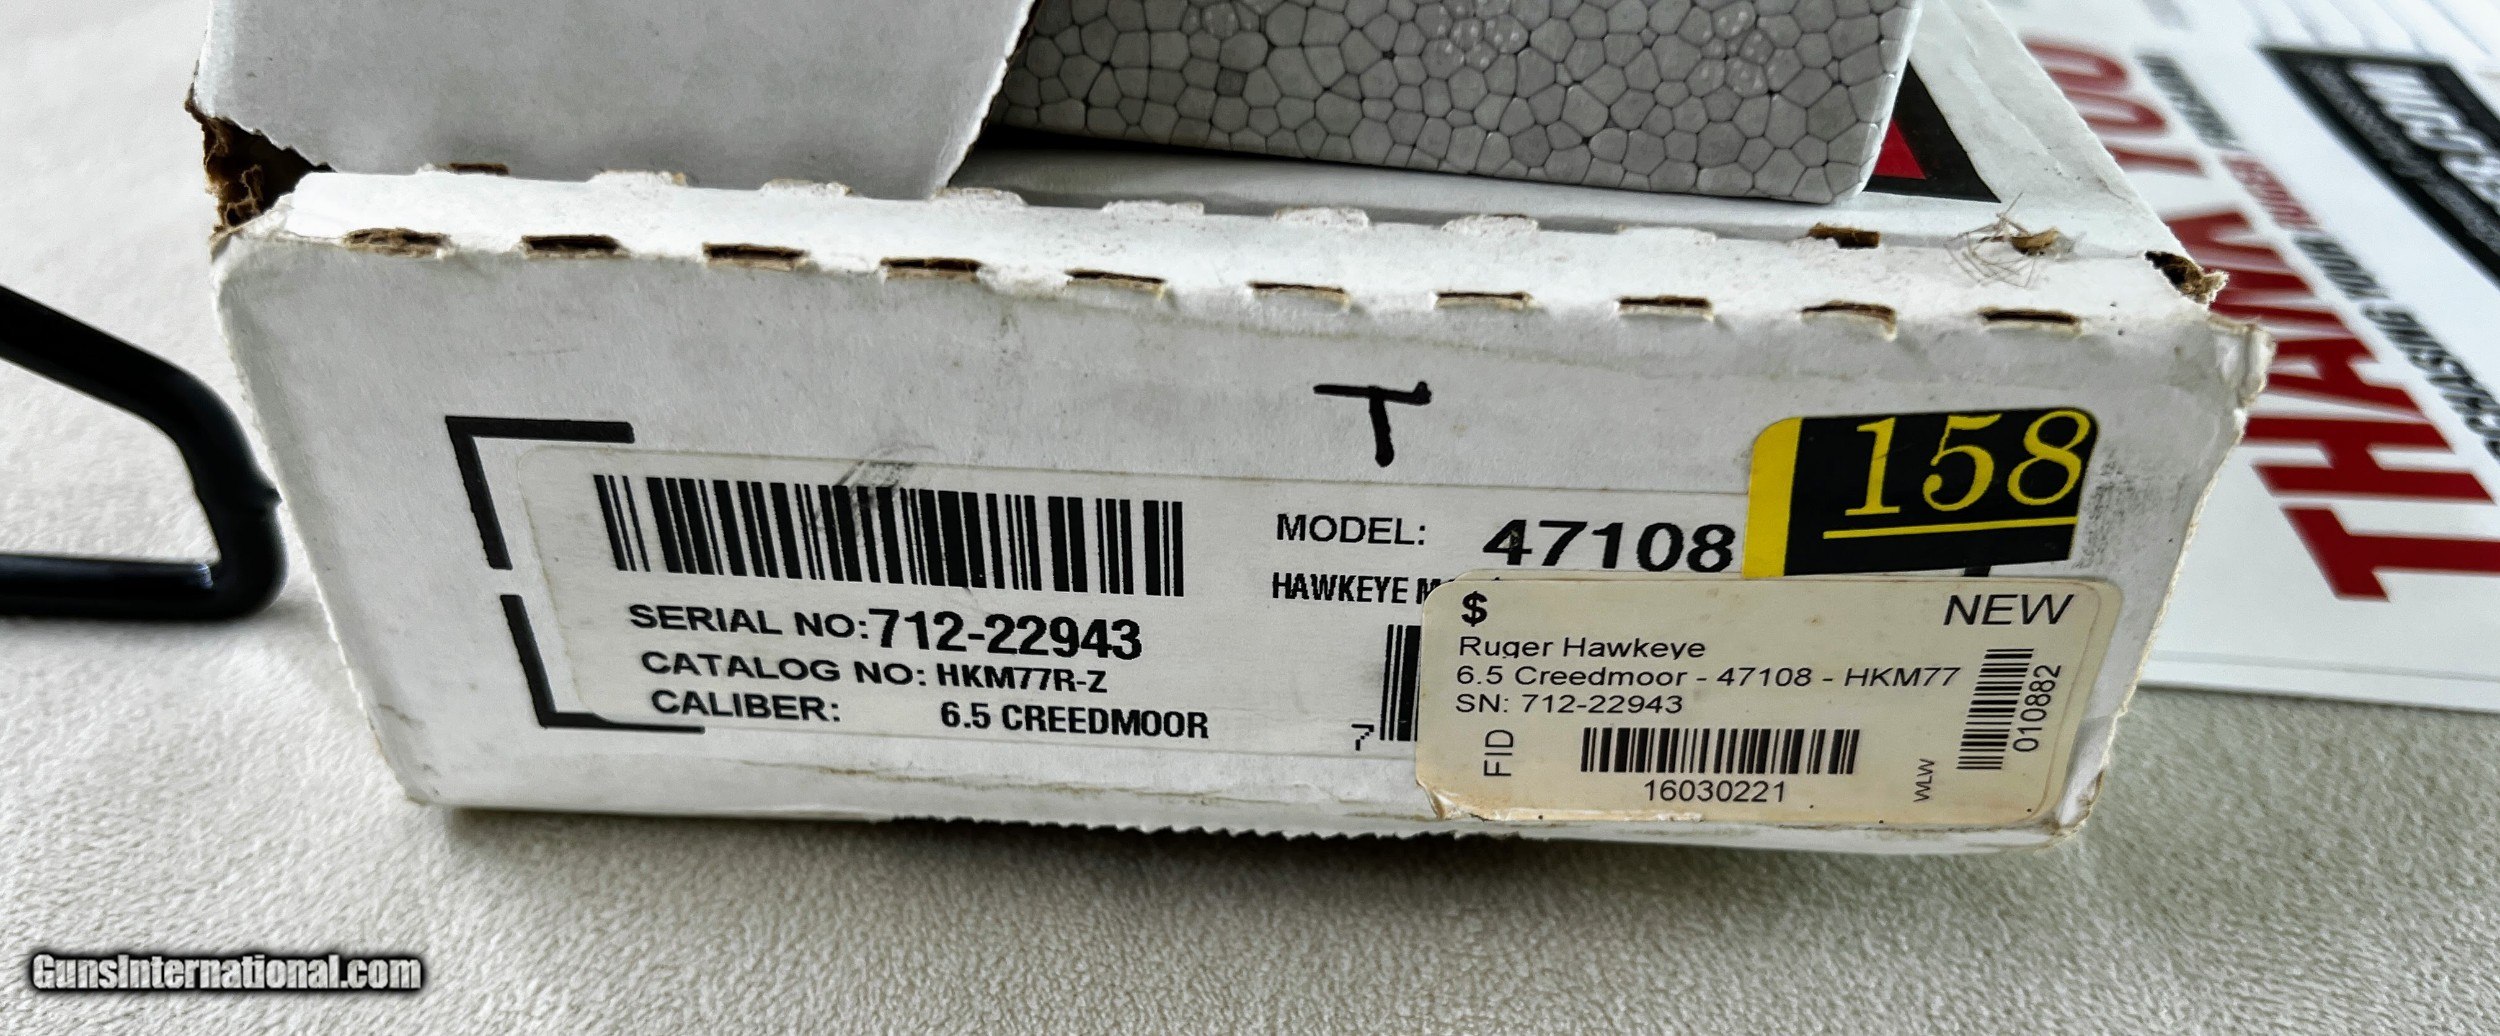 T
158
MODEL: 47108
HAWKEYE
SERIAL NO:712-22943
CATALOG NO: HKM77R-Z
CALIBER: 6.5 CREEDMOOR
7
$ NEW
Ruger Hawkeye
6.5 Creedmoor - 47108 - HKM77
SN: 712-22943
FID
16030221
WLW
010882
THANK YOU
GunsInternational.com